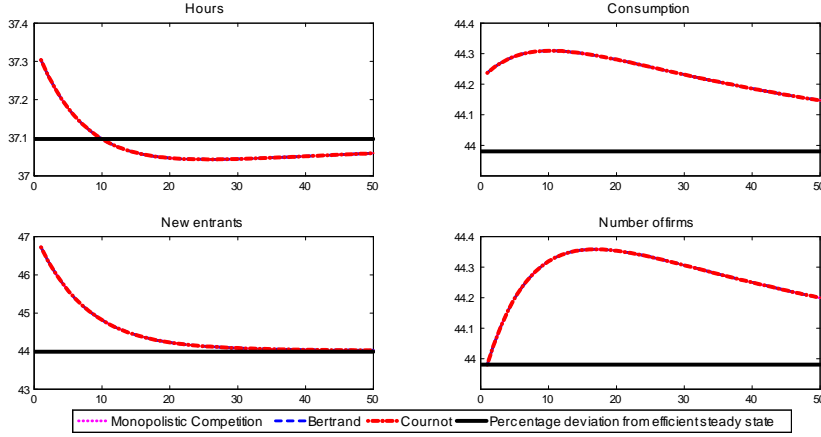 Hours
37.4
37.3
37.2
37.1
37
0 10 20 30 40 50
Consumption
44.4
44.3
44.2
44.1
44
0 10 20 30 40 50
New entrants
47
46
45
44
43
0 10 20 30 40 50
Number of firms
44.4
44.3
44.2
44.1
44
0 10 20 30 40 50
Monopolistic Competition Bertrand Cournot Percentage deviation from efficient steady state